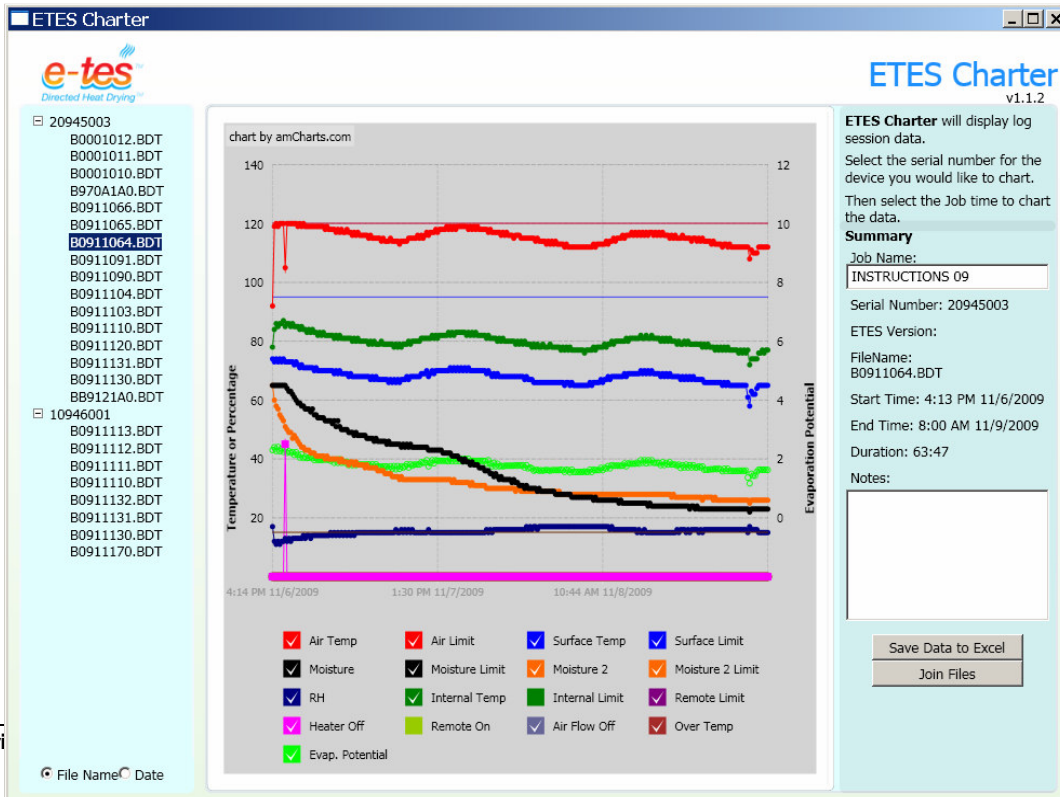 ETES Charter
e-tes
Directed Heat Drying™
ETES Charter
v1.1.2
20945003
B0001012.BDT
B0001011.BDT
B0001010.BDT
B970A1A0.BDT
B0911066.BDT
B0911065.BDT
B0911064.BDT
B0911091.BDT
B0911090.BDT
B0911104.BDT
B0911103.BDT
B0911110.BDT
B0911120.BDT
B0911131.BDT
B0911130.BDT
BB9121A0.BDT
10946001
B0911113.BDT
B0911112.BDT
B0911111.BDT
B0911110.BDT
B0911132.BDT
B0911131.BDT
B0911130.BDT
B0911170.BDT
File Name Date
chart by amCharts.com
140
120
100
80
60
40
20
Temperature or Percentage
12
10
8
6
4
2
0
Evaporation Potential
4:14 PM 11/6/2009 1:30 PM 11/7/2009 10:44 AM 11/8/2009
Air Temp Air Limit Surface Temp Surface Limit
Moisture Moisture Limit Moisture 2 Moisture 2 Limit
RH Internal Temp Internal Limit Remote Limit
Heater Off Remote On Air Flow Off Over Temp
Evap. Potential
ETES Charter will display log
session data.
Select the serial number for the
device you would like to chart.
Then select the Job time to chart
the data.
Summary
Job Name:
INSTRUCTIONS 09
Serial Number: 20945003
ETES Version:
FileName:
B0911064.BDT
Start Time: 4:13 PM 11/6/2009
End Time: 8:00 AM 11/9/2009
Duration: 63:47
Notes:
Save Data to Excel
Join Files